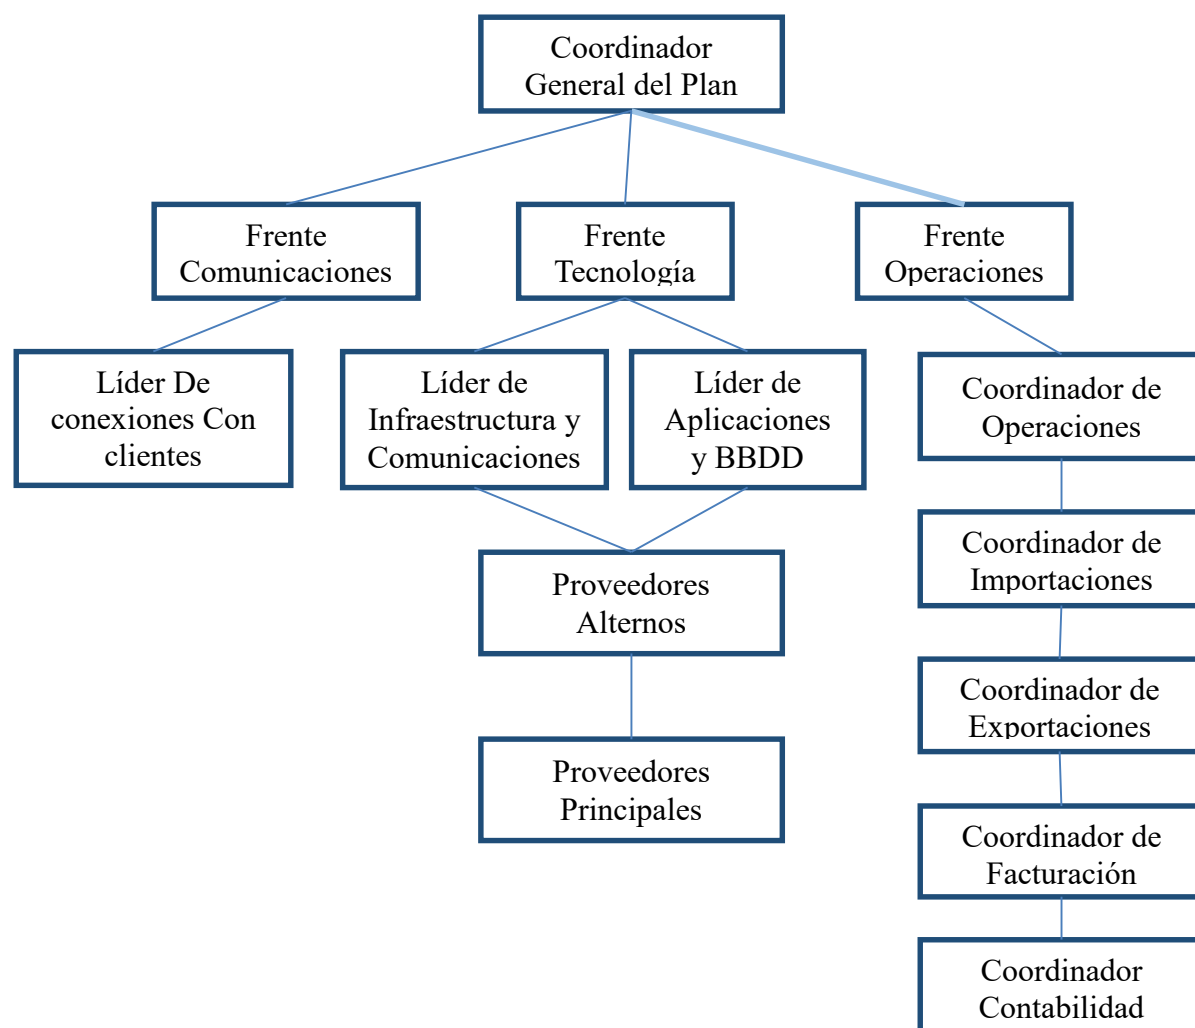 Coordinador
General del Plan
Frente
Comunicaciones
Frente
Tecnología
Frente
Operaciones
Líder De
conexiones Con
clientes
Líder de
Infraestructura y
Comunicaciones
Líder de
Aplicaciones
y BBDD
Coordinador de
Operaciones
Coordinador de
Importaciones
Proveedores
Alternos
Coordinador de
Exportaciones
Proveedores
Principales
Coordinador de
Facturación
Coordinador
Contabilidad